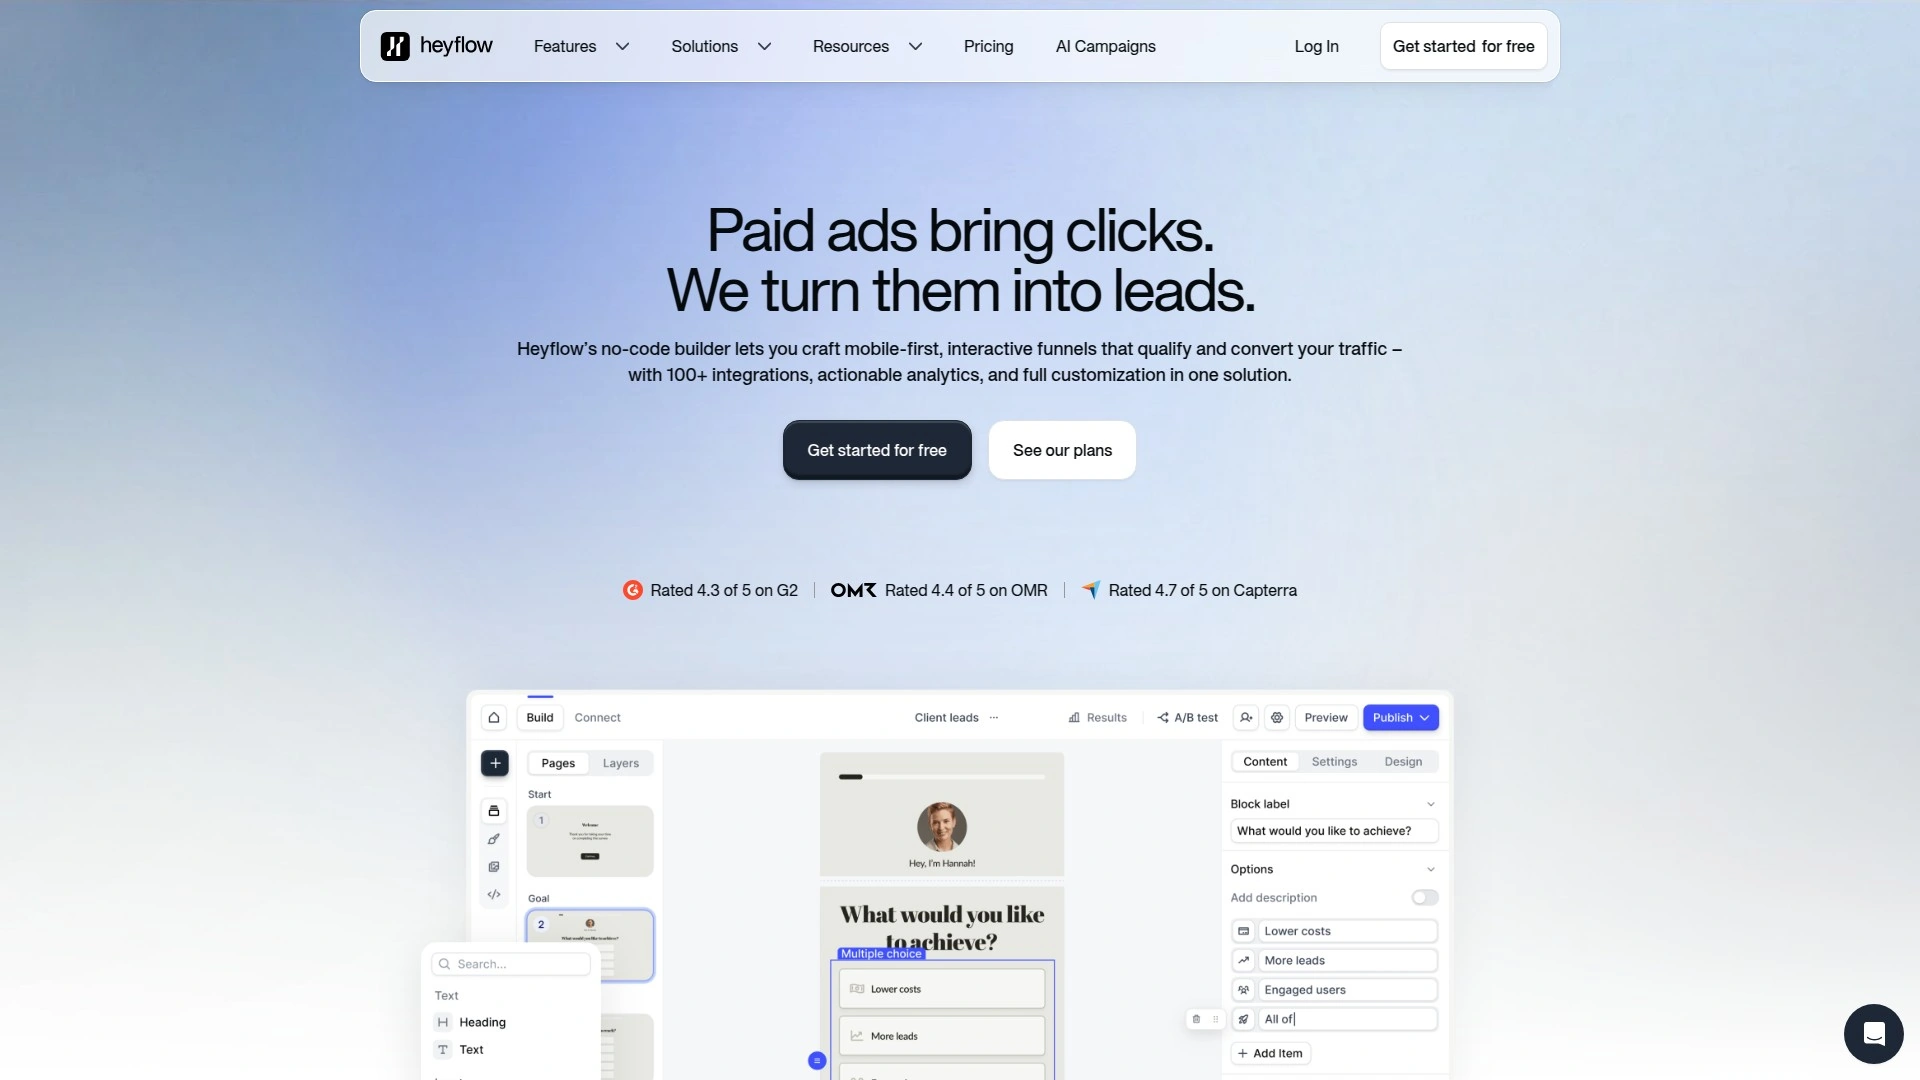 heyflow
Features
Solutions
Resources
Pricing
AI Campaigns
Log In
Get started for free
Paid ads bring clicks.
We turn them into leads.
Heyflow's no-code builder lets you craft mobile-first, interactive funnels that qualify and convert your traffic –
with 100+ integrations, actionable analytics, and full customization in one solution.
Get started for free
See our plans
Rated 4.3 of 5 on G2
OMR Rated 4.4 of 5 on OMR
Rated 4.7 of 5 on Capterra
Build
Connect
Client leads
Results
A/B test
Preview
Publish
Pages
Layers
Start
1
Welcome
Goal
2
What would you like to achieve?
Search...
Text
Heading
Text
Hey, I'm Hannah!
What would you like
to achieve?
Multiple choice
Lower costs
More leads
Content
Settings
Design
Block label
What would you like to achieve?
Options
Add description
Lower costs
More leads
Engaged users
All of
Add Item